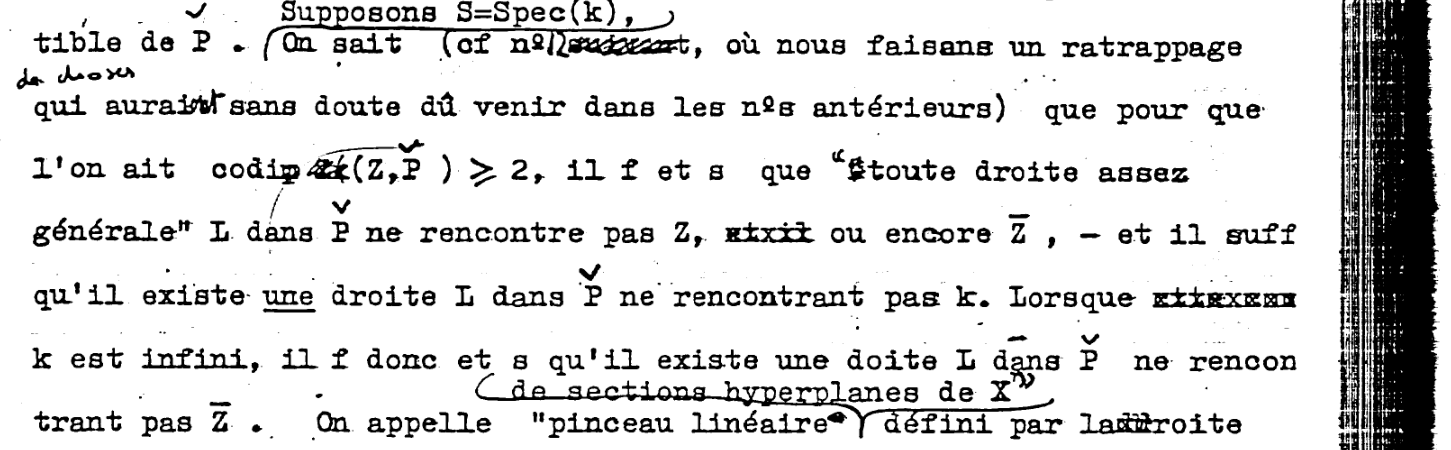 Supposons S=Spec(k),
tible de P̌ . On sait (cf nº , où nous faisans un ratrappage
de choses
qui auraient sans doute dû venir dans les nºs antérieurs) que pour que
l'on ait codim (Z,P̌ ) ⩾ 2, il f et s que "toute droite assez
générale" L dans P̌ ne rencontre pas Z, ou encore Z̅ , - et il suff
qu'il existe une droite L dans P̌ ne rencontrant pas k. Lorsque
k est infini, il f donc et s qu'il existe une doite L dans P̌ ne rencon
de sections hyperplanes de X"
trant pas Z̅ . On appelle "pinceau linéaire défini par la droite